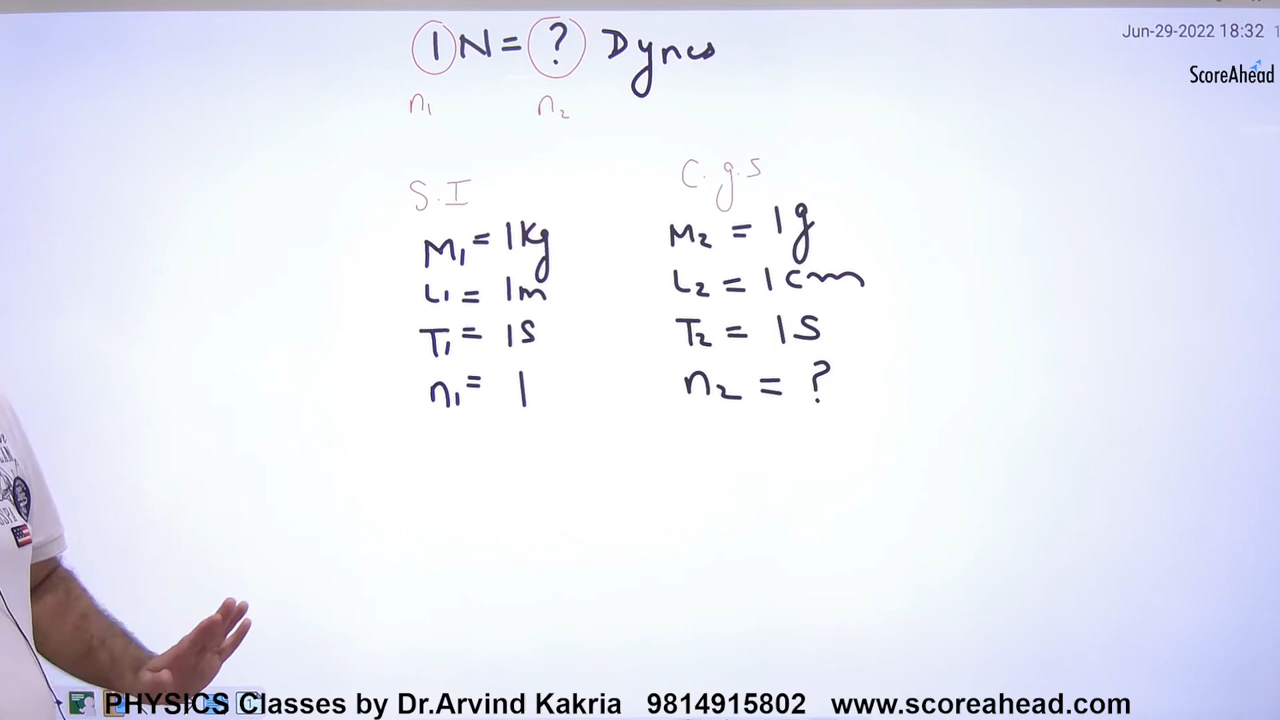 Jun-29-2022 18:32
ScoreAhead
1 N = ? Dynes
n1 n2
S.I
C.g.s
M1 = 1Kg
M2 = 1g
L1 = 1m
L2 = 1cm
T1 = 1S
T2 = 1S
n1 = 1
n2 = ?
PHYSICS Classes by Dr.Arvind Kakria 9814915802 www.scoreahead.com